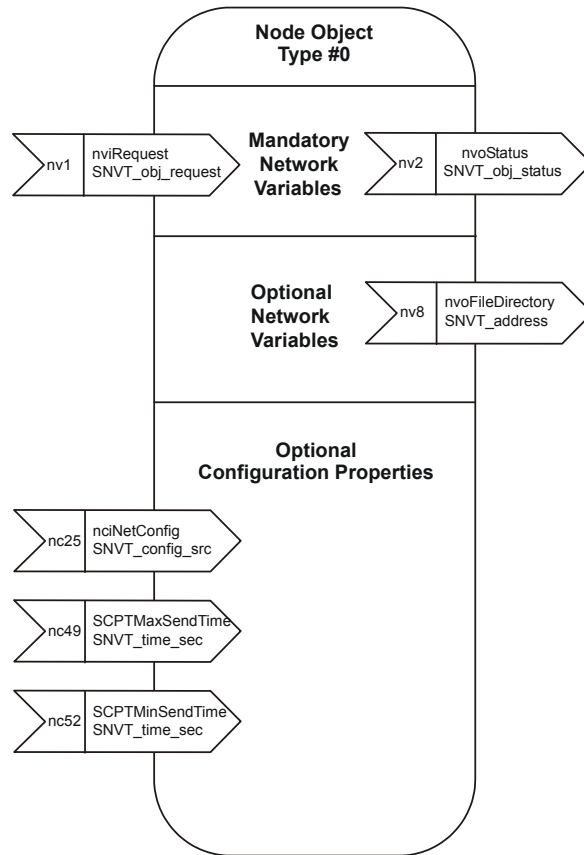 Node Object
Type #0
nv1
nviRequest
SNVT_obj_request
Mandatory
Network
Variables
nv2
nvoStatus
SNVT_obj_status
Optional
Network
Variables
nv8
nvoFileDirectory
SNVT_address
Optional
Configuration Properties
nc25
nciNetConfig
SNVT_config_src
nc49
SCPTMaxSendTime
SNVT_time_sec
nc52
SCPTMinSendTime
SNVT_time_sec